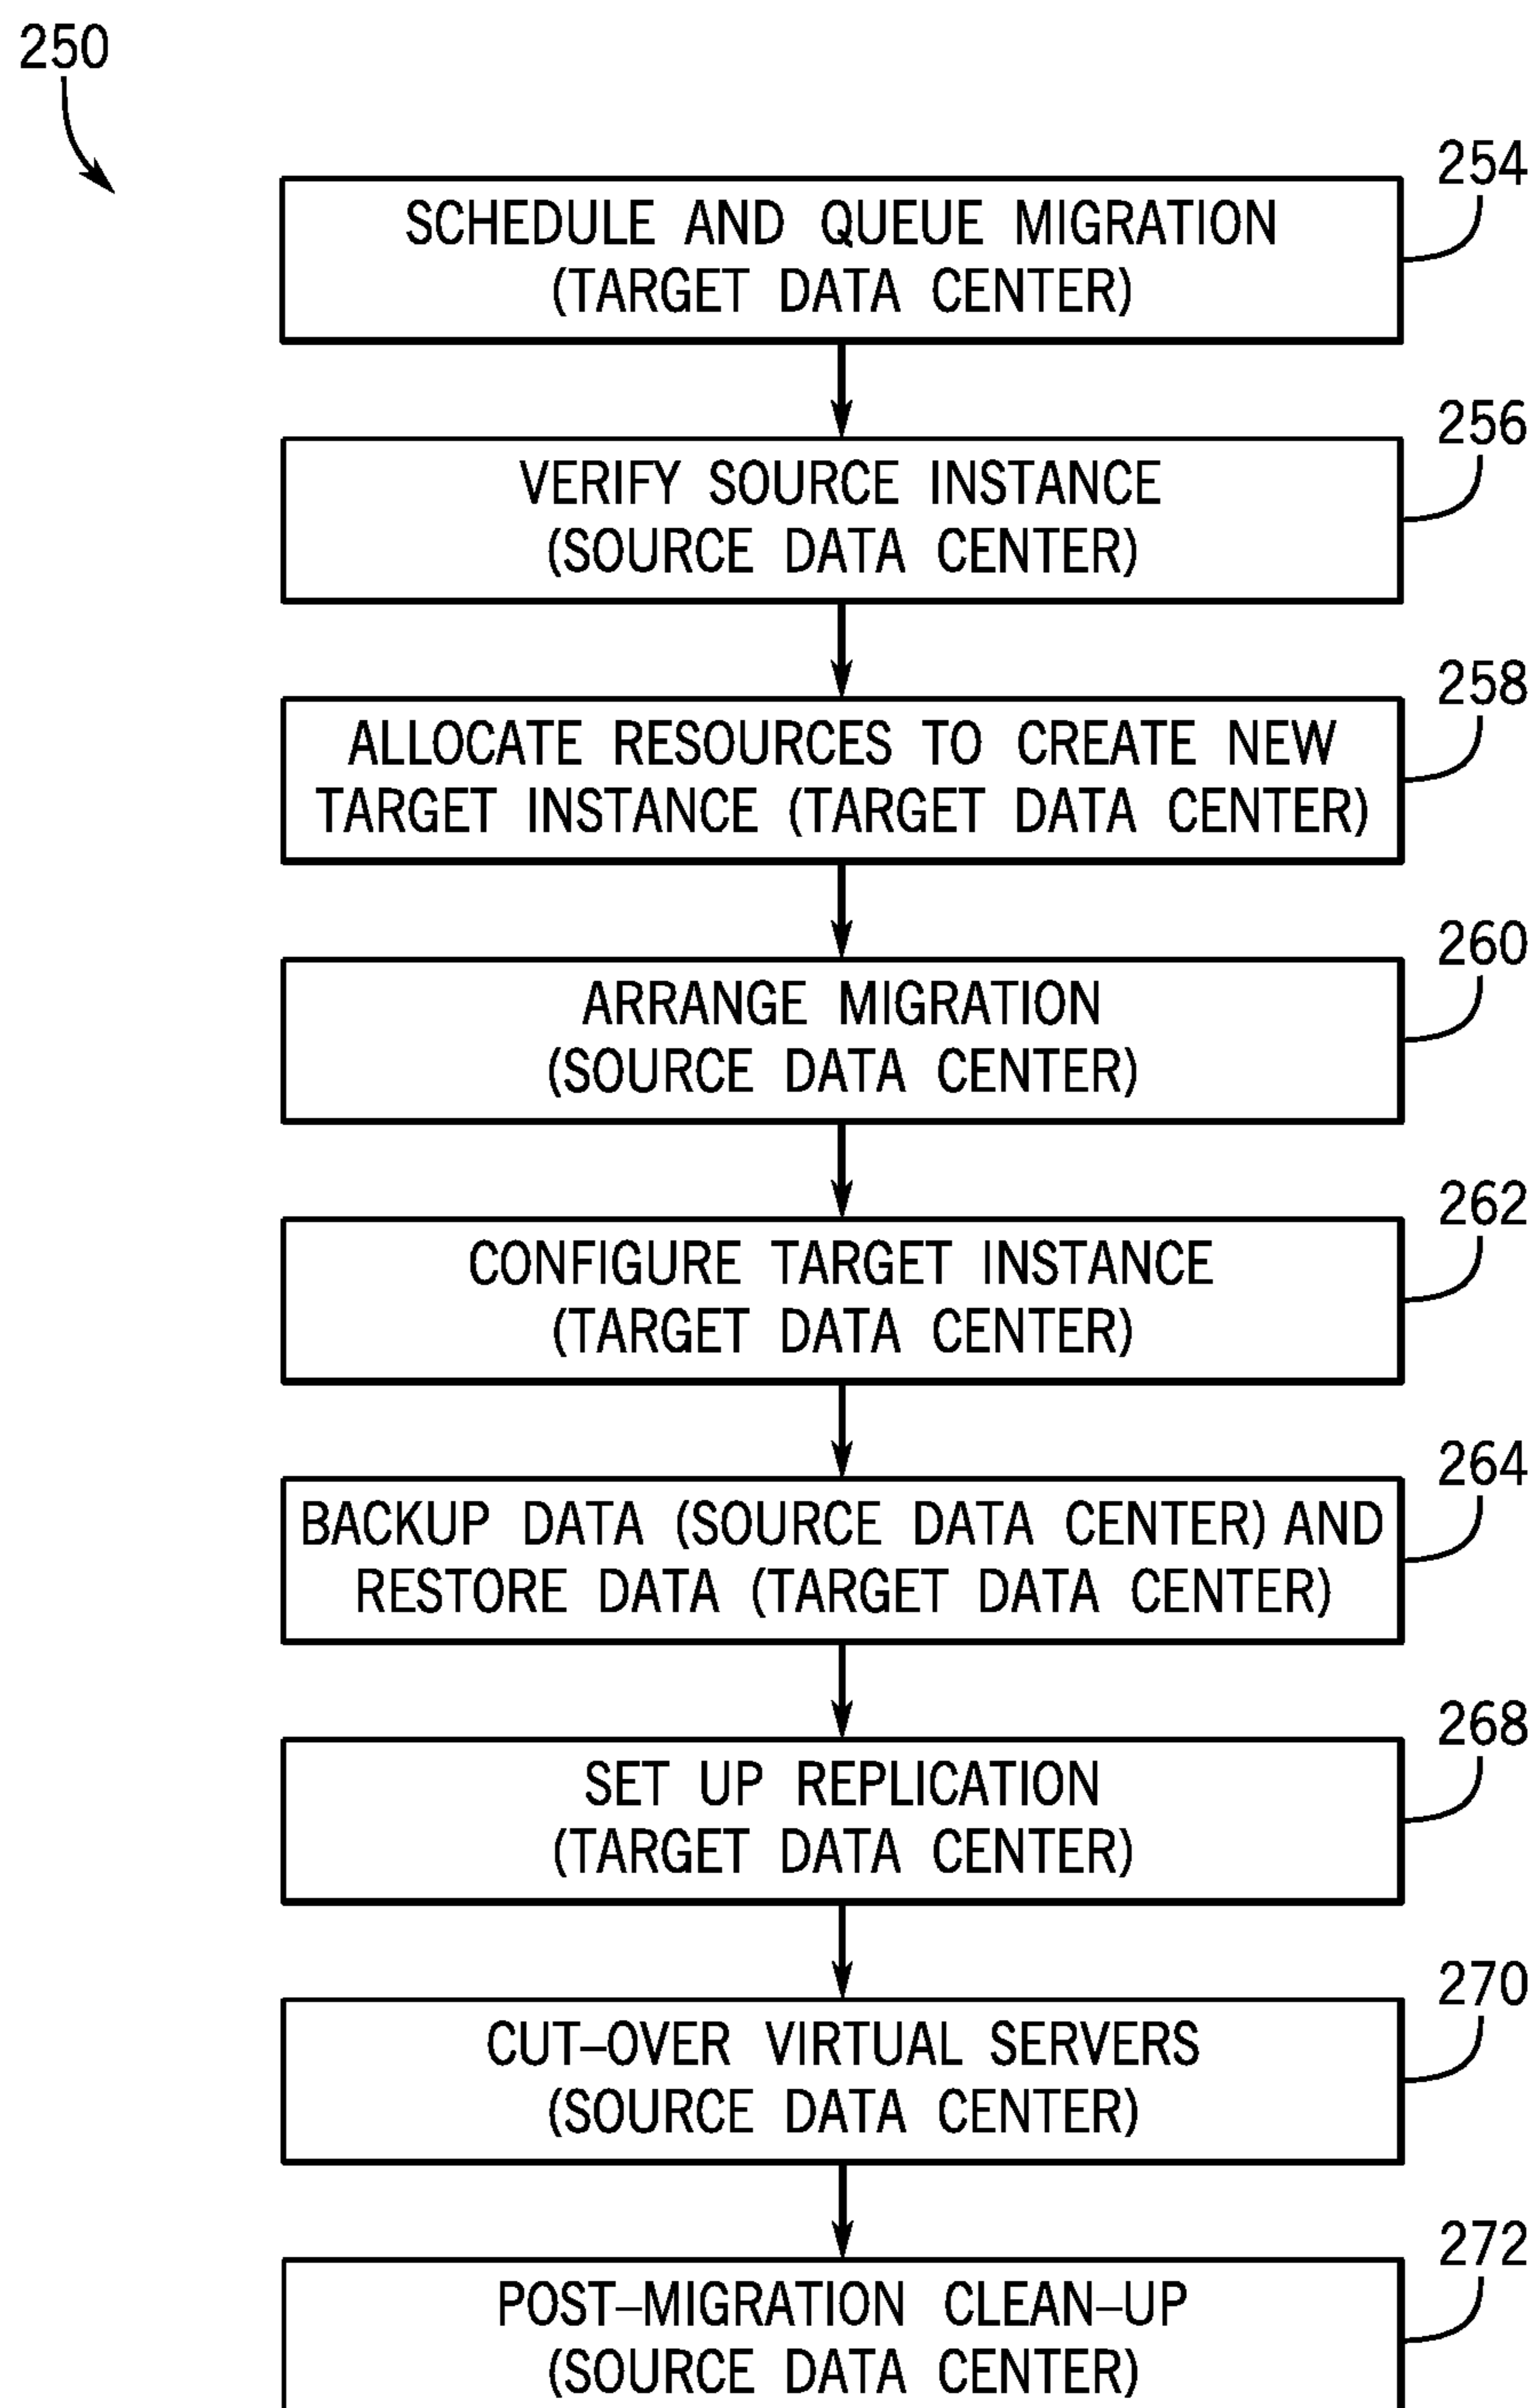 250
254
SCHEDULE AND QUEUE MIGRATION
(TARGET DATA CENTER)
256
VERIFY SOURCE INSTANCE
(SOURCE DATA CENTER)
258
ALLOCATE RESOURCES TO CREATE NEW
TARGET INSTANCE (TARGET DATA CENTER)
260
ARRANGE MIGRATION
(SOURCE DATA CENTER)
262
CONFIGURE TARGET INSTANCE
(TARGET DATA CENTER)
264
BACKUP DATA (SOURCE DATA CENTER) AND
RESTORE DATA (TARGET DATA CENTER)
268
SET UP REPLICATION
(TARGET DATA CENTER)
270
CUT–OVER VIRTUAL SERVERS
(SOURCE DATA CENTER)
272
POST–MIGRATION CLEAN–UP
(SOURCE DATA CENTER)